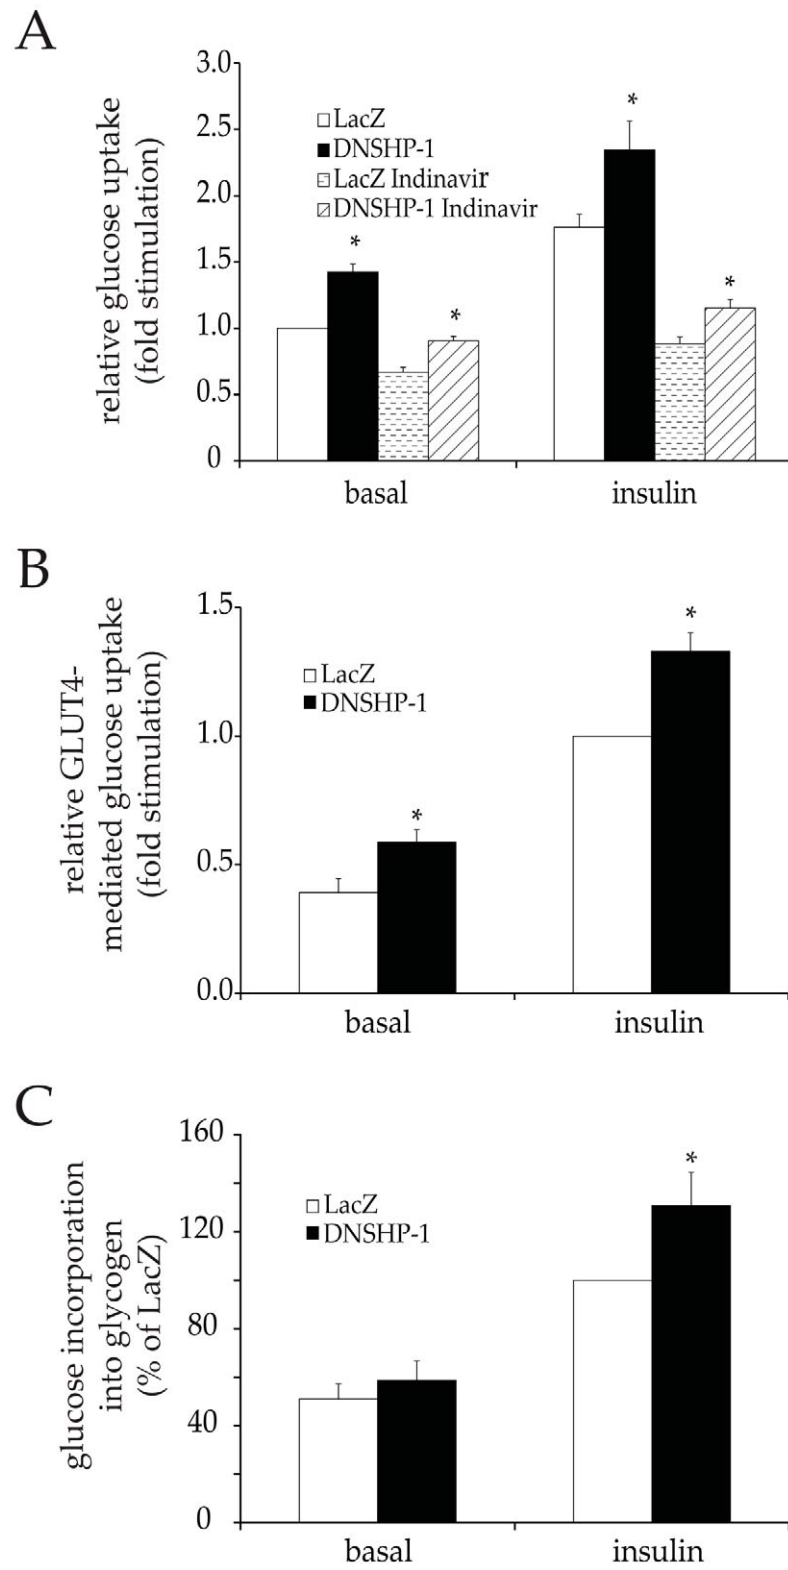 A
relative glucose uptake
(fold stimulation)
3.0
2.5
2.0
1.5
1.0
0.5
0
LacZ
DNSHP-1
LacZ Indinavir
DNSHP-1 Indinavir
*
*
*
*
basal
insulin
B
relative GLUT4-
mediated glucose uptake
(fold stimulation)
1.5
1.0
0.5
0.0
LacZ
DNSHP-1
*
*
basal
insulin
C
glucose incorporation
into glycogen
(% of LacZ)
160
120
80
40
0
LacZ
DNSHP-1
*
basal
insulin